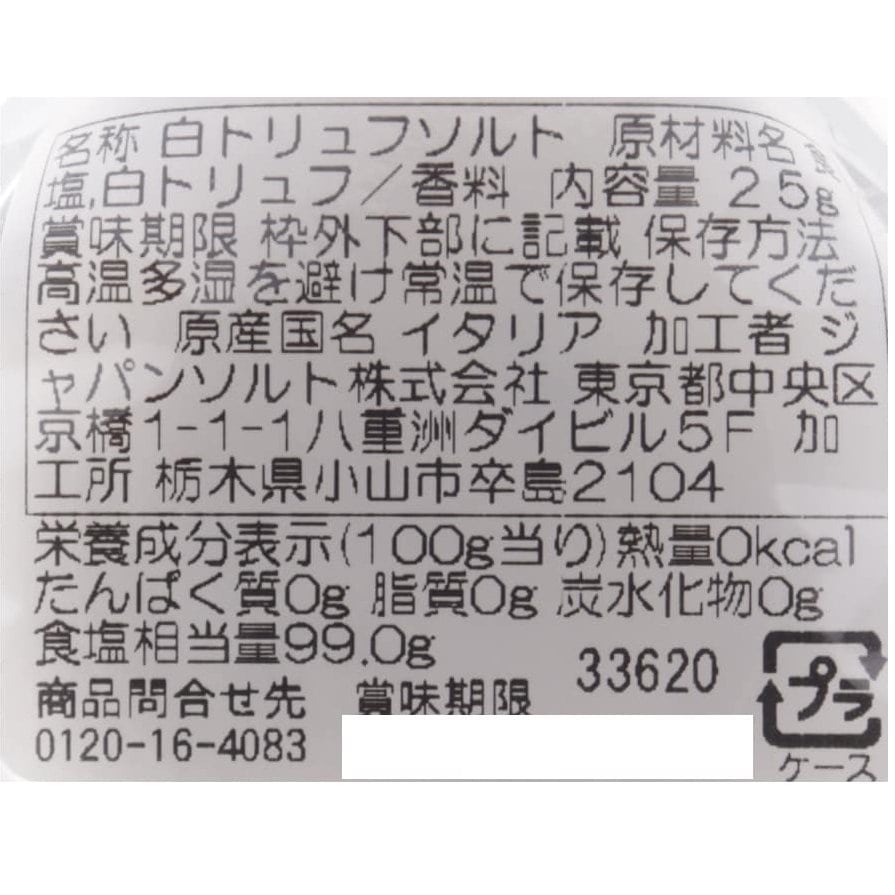 名称 白トリュフソルト 原材料名 食
塩,白トリュフ/香料 内容量 25g
賞味期限 枠外下部に記載 保存方法
高温多湿を避け常温で保存してくだ
さい 原産国名 イタリア 加工者 ジ
ャパンソルト株式会社 東京都中央区
京橋1-1-1八重洲ダイビル5F 加
工所 栃木県小山市卒島2104
栄養成分表示(100g当り)熱量0kcal
たんぱく質0g 脂質0g 炭水化物0g
食塩相当量99.0g
33620
商品問合せ先 賞味期限
0120-16-4083
プラ
ケース